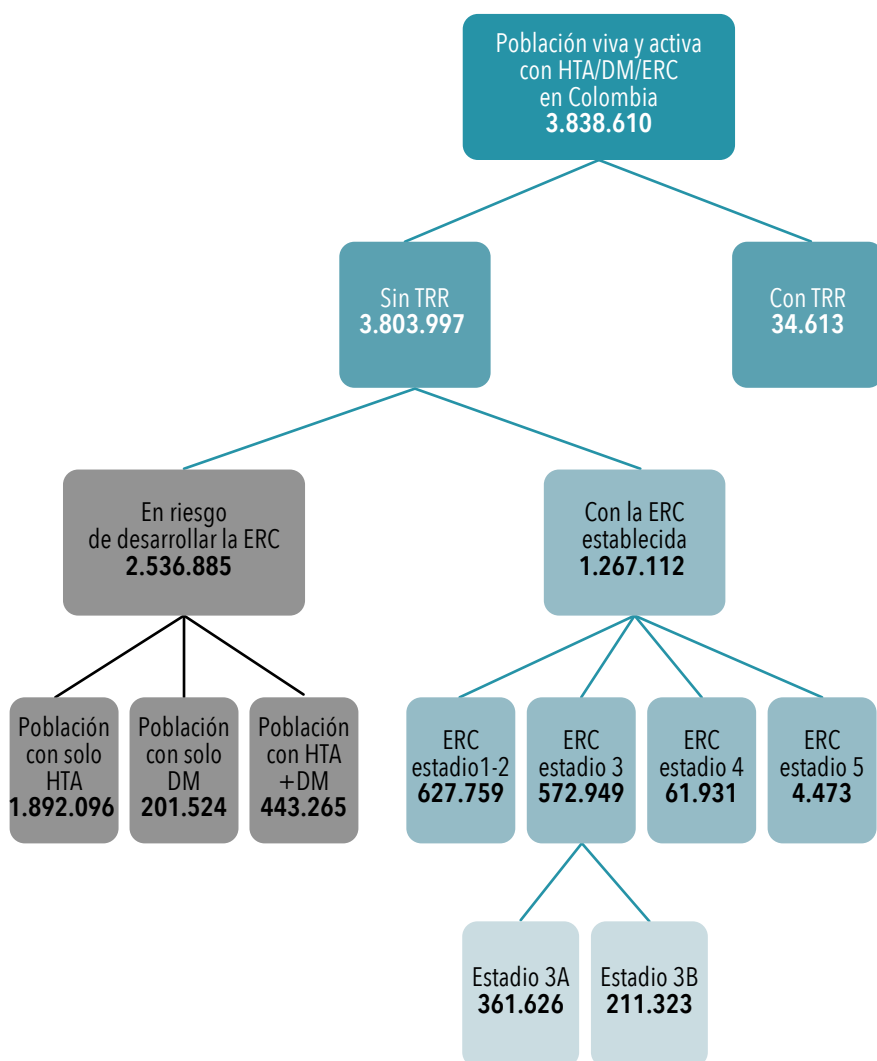 Población viva y activa
con HTA/DM/ERC
en Colombia
3.838.610
Sin TRR
3.803.997
Con TRR
34.613
En riesgo
de desarrollar la ERC
2.536.885
Con la ERC
establecida
1.267.112
Población
con solo
HTA
1.892.096
Población
con solo
DM
201.524
Población
con HTA
+DM
443.265
ERC
estadio1-2
627.759
ERC
estadio 3
572.949
ERC
estadio 4
61.931
ERC
estadio 5
4.473
Estadio 3A
361.626
Estadio 3B
211.323